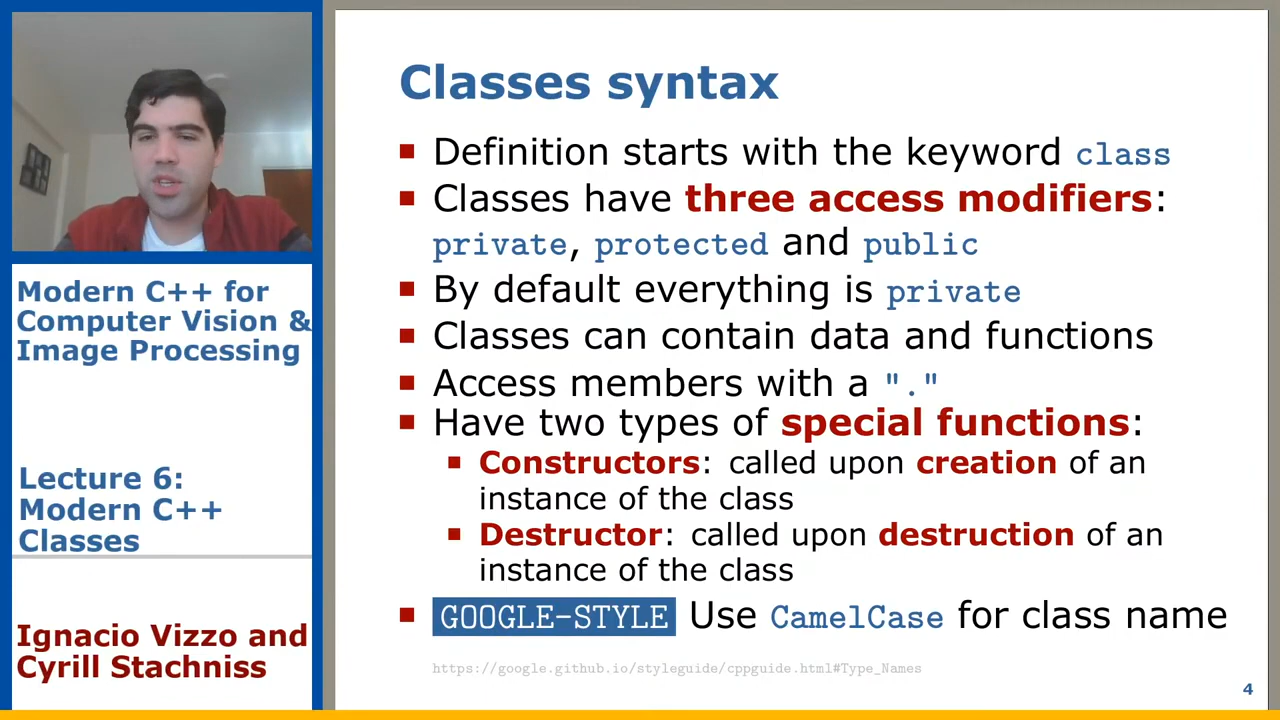 Classes syntax
Definition starts with the keyword class
Classes have three access modifiers:
private, protected and public
By default everything is private
Classes can contain data and functions
Access members with a "."
Have two types of special functions:
Constructors: called upon creation of an
instance of the class
Destructor: called upon destruction of an
instance of the class
GOOGLE-STYLE Use CamelCase for class name
https://google.github.io/styleguide/cppguide.html#Type_Names
4
Modern C++ for
Computer Vision &
Image Processing
Lecture 6:
Modern C++
Classes
Ignacio Vizzo and
Cyrill Stachniss